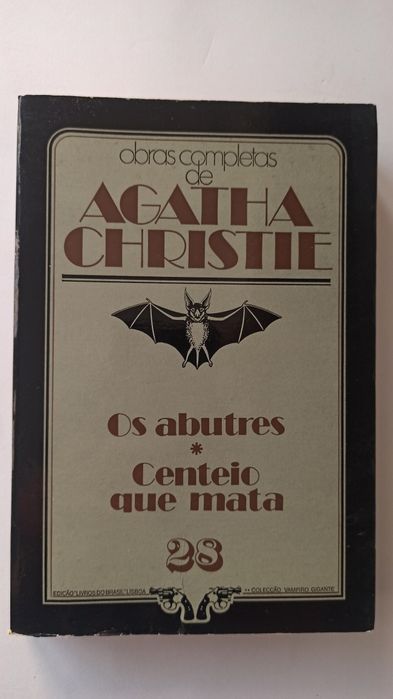 obras completas
de
AGATHA
CHRISTIE
Os abutres
*
Centeio
que mata
28
EDIÇÃO "LIVROS DO BRASIL" LISBOA
** COLECÇÃO VAMPIRO GIGANTE